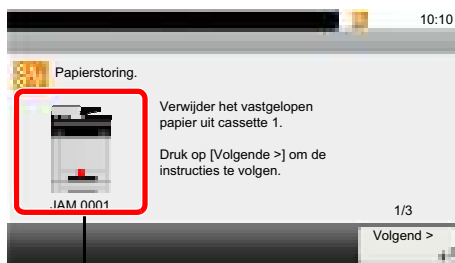 10:10
Papierstoring.
Verwijder het vastgelopen
papier uit cassette 1.
Druk op [Volgende >] om de
instructies te volgen.
JAM 0001
1/3
Volgend >